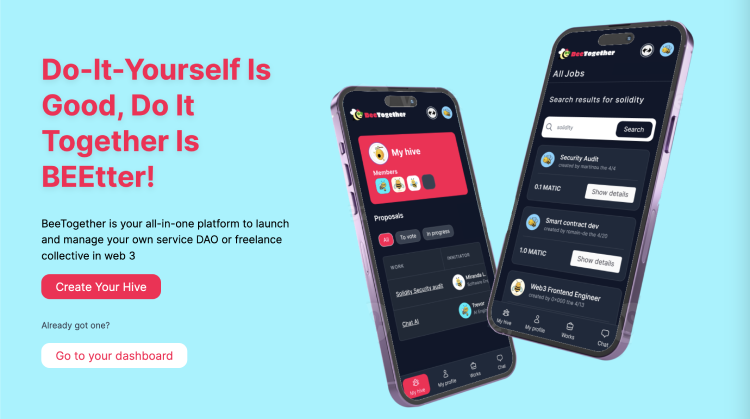 Do-It-Yourself Is
Good, Do It
Together Is
BEEtter!
BeeTogether is your all-in-one platform to launch
and manage your own service DAO or freelance
collective in web 3
Create Your Hive
Already got one?
Go to your dashboard
BeeTogether
My hive
Members
Proposals
All
To vote
In progress
WORK
INITIATOR
Solidity Security audit
Miranda L.
Chat AI
Trevor
My hive
My profile
Works
Chat
BeeTogether
All Jobs
Search results for solidity
solidity
Search
Security Audit
created by martinou the 4/4
0.1 MATIC
Show details
Smart contract dev
created by romain-de the 4/20
1.0 MATIC
Show details
Web3 Frontend Engineer
created by 0x000 the 4/13
My hive
My profile
Works
Chat